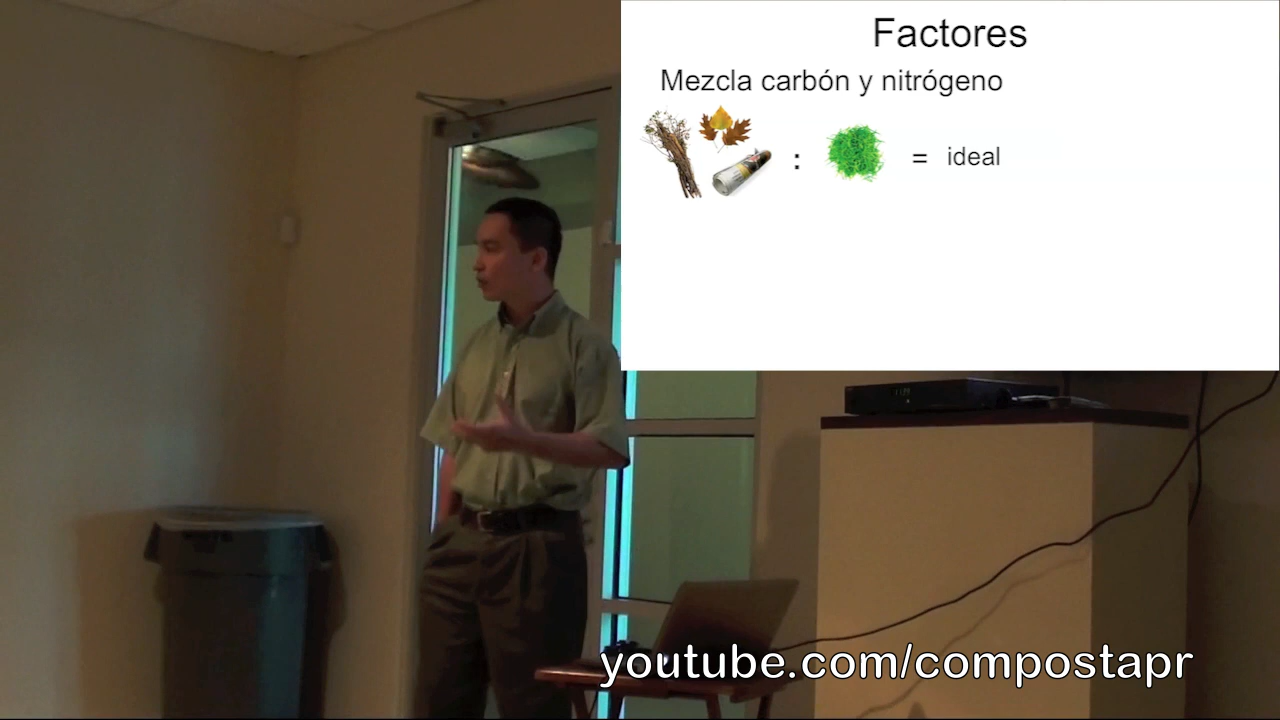 Factores
Mezcla carbón y nitrógeno
: = ideal
youtube.com/compostapr